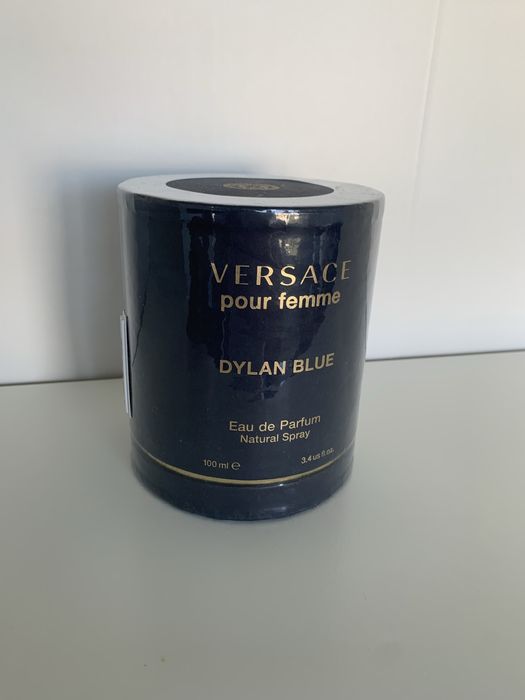 VERSACE
pour femme
DYLAN BLUE
Eau de Parfum
Natural Spray
100 ml e 3.4 us fl.oz.